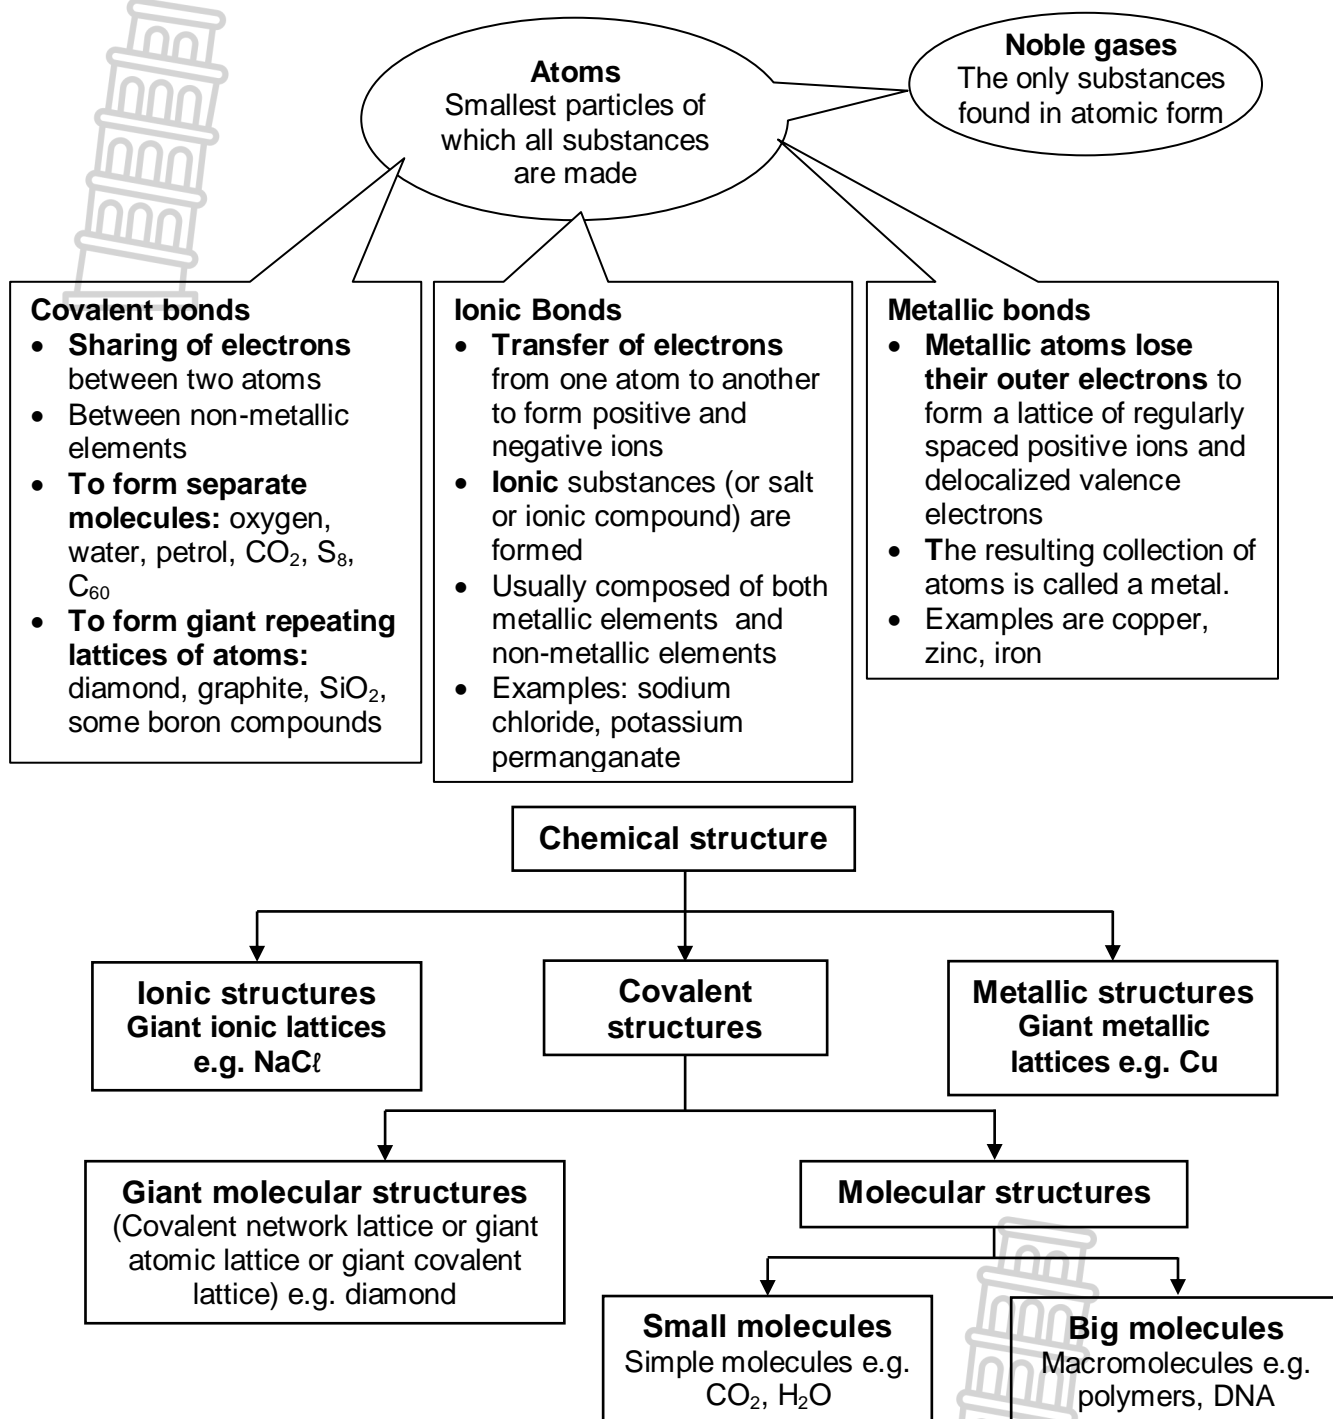 Atoms
Smallest particles of
which all substances
are made
Noble gases
The only substances
found in atomic form
Covalent bonds
• Sharing of electrons
between two atoms
• Between non-metallic
elements
• To form separate
molecules: oxygen,
water, petrol, CO₂, S₈,
C₆₀
• To form giant repeating
lattices of atoms:
diamond, graphite, SiO₂,
some boron compounds
Ionic Bonds
• Transfer of electrons
from one atom to another
to form positive and
negative ions
• Ionic substances (or salt
or ionic compound) are
formed
• Usually composed of both
metallic elements and
non-metallic elements
• Examples: sodium
chloride, potassium
permanganate
Metallic bonds
• Metallic atoms lose
their outer electrons to
form a lattice of regularly
spaced positive ions and
delocalized valence
electrons
• The resulting collection of
atoms is called a metal.
• Examples are copper,
zinc, iron
Chemical structure
Ionic structures
Giant ionic lattices
e.g. NaCℓ
Covalent
structures
Metallic structures
Giant metallic
lattices e.g. Cu
Giant molecular structures
(Covalent network lattice or giant
atomic lattice or giant covalent
lattice) e.g. diamond
Molecular structures
Small molecules
Simple molecules e.g.
CO₂, H₂O
Big molecules
Macromolecules e.g.
polymers, DNA